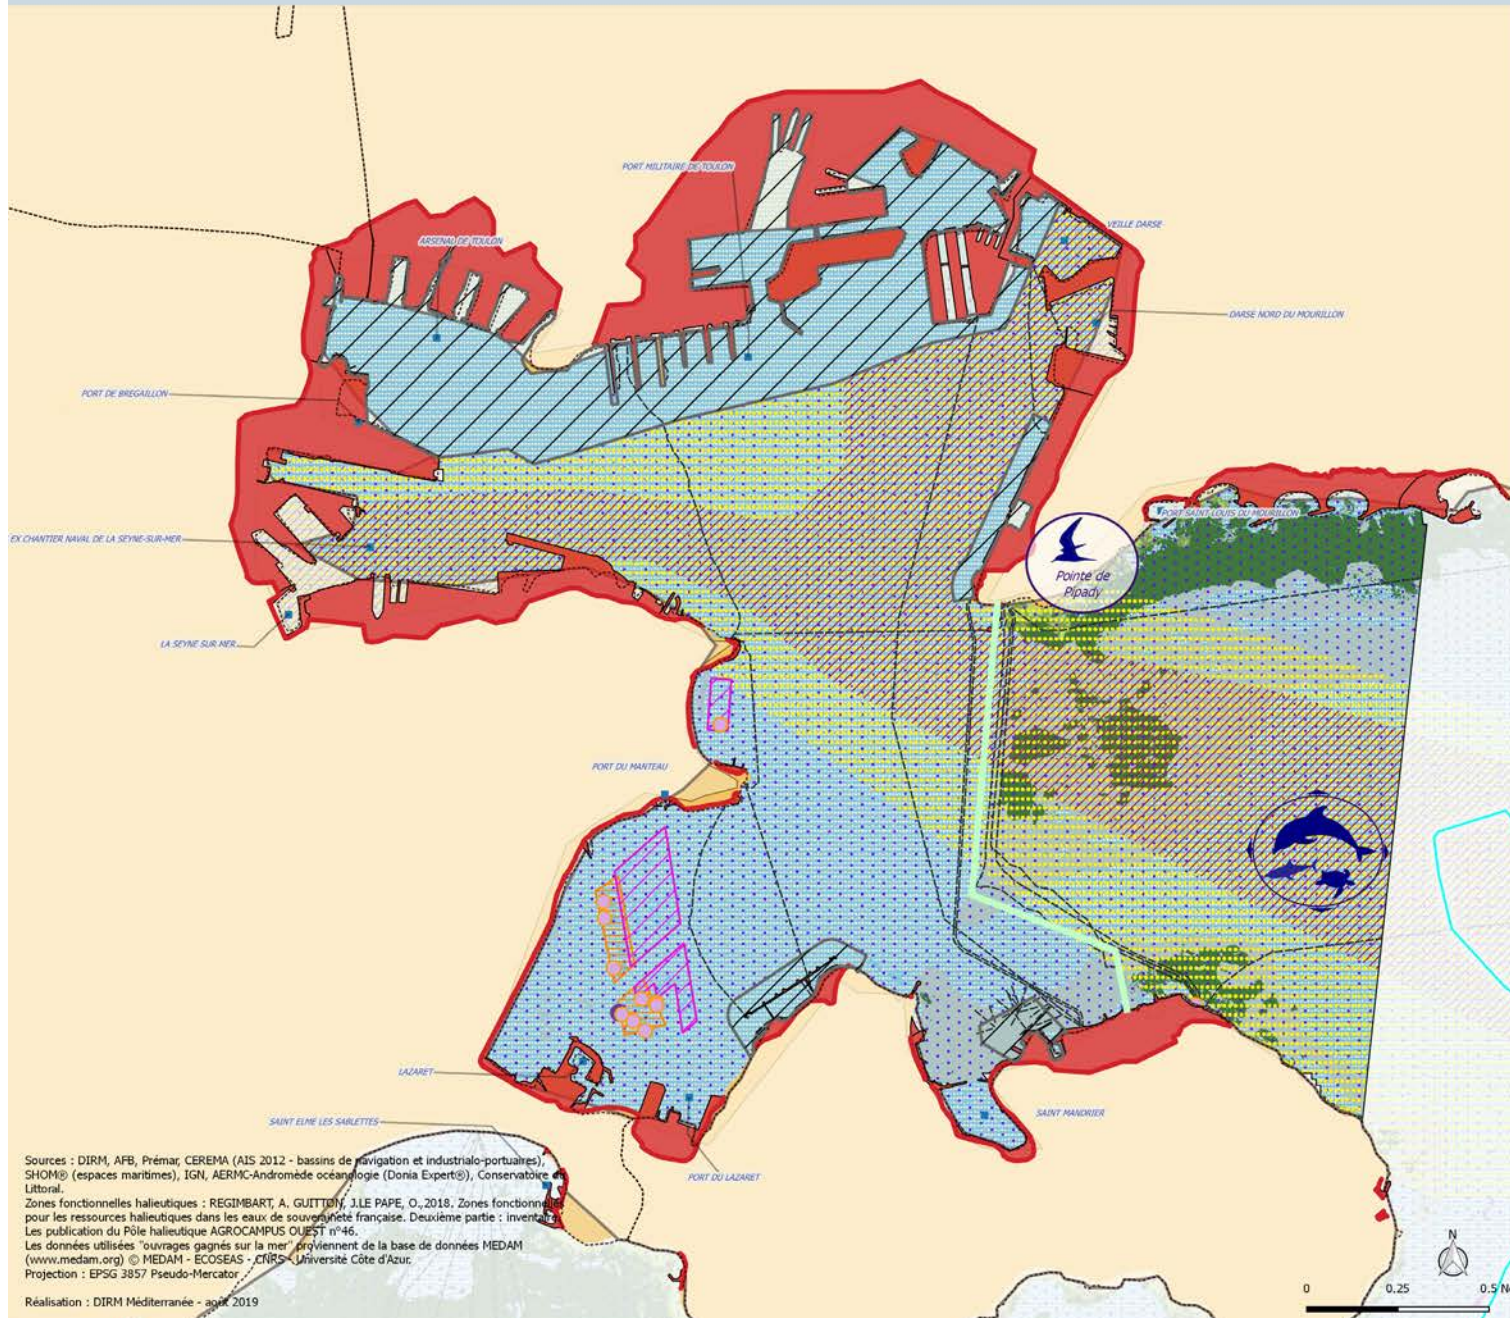 PORT MILITAIRE DE TOULON
VEILLE DARSE
ARSENAL DE TOULON
DARSE NORD DU MOURILLON
PORT DE BREGAILLON
PORT SAINT LOUIS DU MOURILLON
EX CHANTIER NAVAL DE LA SEYNE-SUR-MER
Pointe de
Pipady
LA SEYNE SUR MER
PORT DU MANTEAU
LAZARET
SAINT MANDRIER
SAINT ELME LES SABLETTES
PORT DU LAZARET
Sources : DIRM, AFB, Prémar, CEREMA (AIS 2012 - bassins de navigation et industrialo-portuaires),
SHOM® (espaces maritimes), IGN, AERMC-Andromède océanologie (Donia Expert®), Conservatoire du
Littoral.
Zones fonctionnelles halieutiques : REGIMBART, A. GUITTON, J.LE PAPE, O.,2018. Zones fonctionnelles
pour les ressources halieutiques dans les eaux de souveraineté française. Deuxième partie : inventaire.
Les publication du Pôle halieutique AGROCAMPUS OUEST n°46.
Les données utilisées "ouvrages gagnés sur la mer" proviennent de la base de données MEDAM
(www.medam.org) © MEDAM - ECOSEAS - CNRS - Université Côte d'Azur.
Projection : EPSG 3857 Pseudo-Mercator
Réalisation : DIRM Méditerranée - août 2019
N
0 0.25 0.5 N